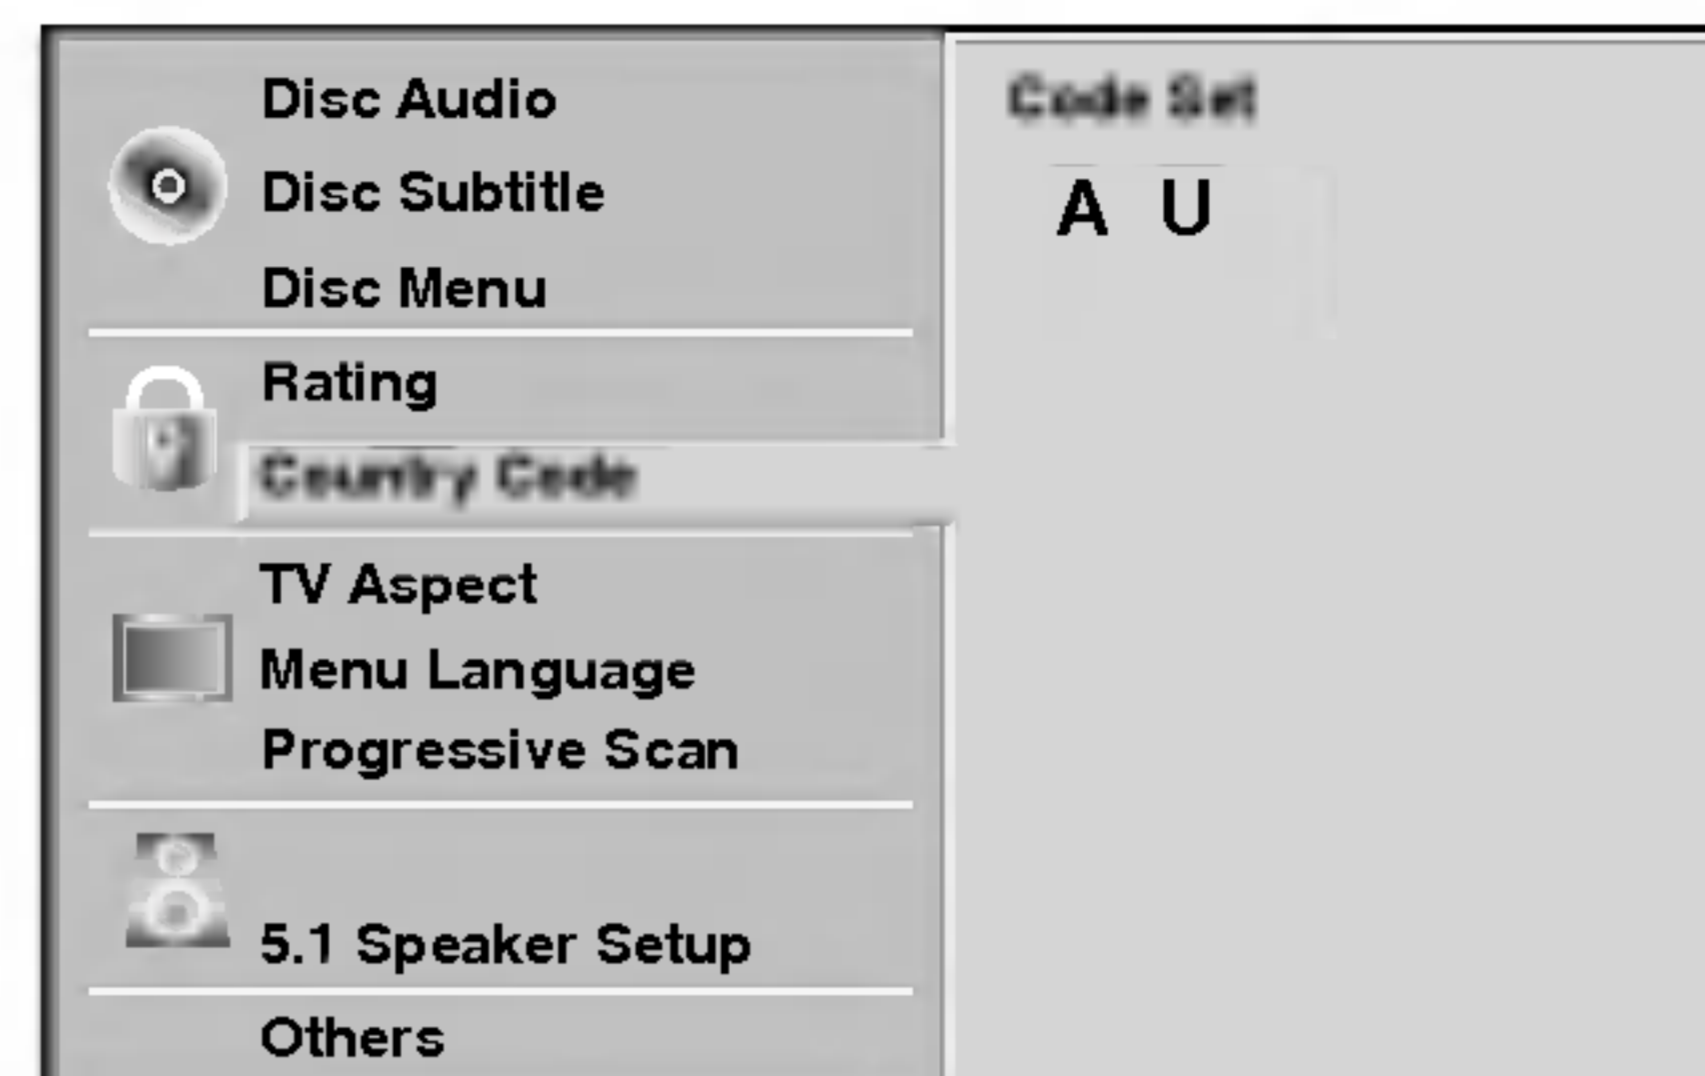 Disc Audio
Disc Subtitle
Disc Menu
Rating
Country Code
TV Aspect
Menu Language
Progressive Scan
5.1 Speaker Setup
Others
Code Set
A U